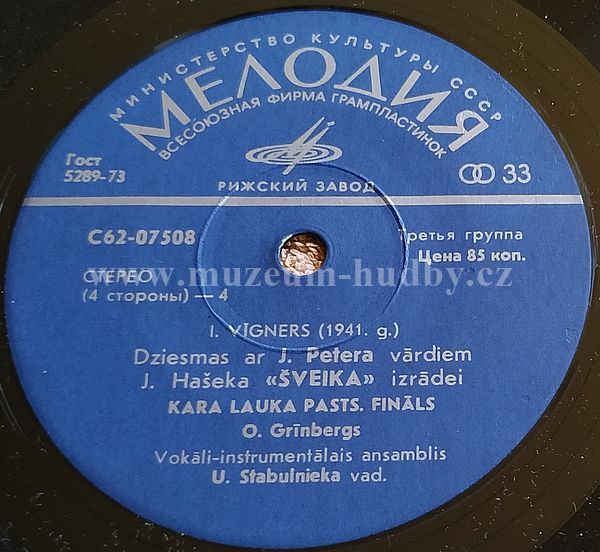 МИНИСТЕРСТВО КУЛЬТУРЫ СССР
МЕЛОДИЯ
ВСЕСОЮЗНАЯ ФИРМА ГРАМПЛАСТИНОК
Гост
5289-73
РИЖСКИЙ ЗАВОД
33
С62-07508
Третья группа
Цена 85 коп.
СТЕРЕО
(4 стороны) — 4
www.muzeum-hudby.cz
I. VĪGNERS (1941. g.)
Dziesmas ar J. Petera vārdiem
J. Hašeka «ŠVEIKA» izrādei
KARA LAUKA PASTS. FINĀLS
O. Grīnbergs
Vokāli-instrumentālais ansamblis
U. Stabulnieka vad.